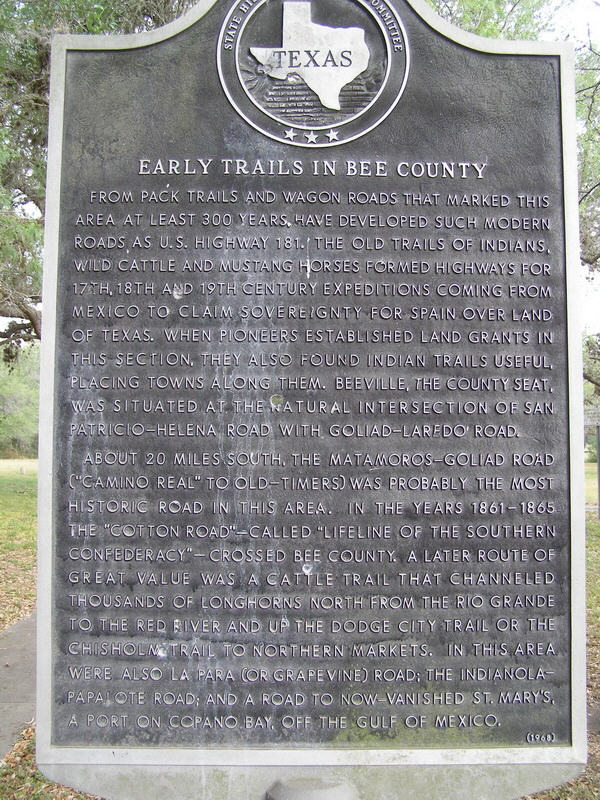 STATE
COMMITTEE
TEXAS
EARLY TRAILS IN BEE COUNTY
FROM PACK TRAILS AND WAGON ROADS THAT MARKED THIS
AREA AT LEAST 300 YEARS, HAVE DEVELOPED SUCH MODERN
ROADS AS U.S. HIGHWAY 181. THE OLD TRAILS OF INDIANS,
WILD CATTLE AND MUSTANG HORSES FORMED HIGHWAYS FOR
17TH, 18TH AND 19TH CENTURY EXPEDITIONS COMING FROM
MEXICO TO CLAIM SOVEREIGNTY FOR SPAIN OVER LAND
OF TEXAS. WHEN PIONEERS ESTABLISHED LAND GRANTS IN
THIS SECTION, THEY ALSO FOUND INDIAN TRAILS USEFUL,
PLACING TOWNS ALONG THEM. BEEVILLE, THE COUNTY SEAT,
WAS SITUATED AT THE NATURAL INTERSECTION OF SAN
PATRICIO-HELENA ROAD WITH GOLIAD-LAREDO ROAD.
ABOUT 20 MILES SOUTH, THE MATAMOROS-GOLIAD ROAD
("CAMINO REAL" TO OLD-TIMERS) WAS PROBABLY THE MOST
HISTORIC ROAD IN THIS AREA. IN THE YEARS 1861-1865
THE "COTTON ROAD"-CALLED "LIFELINE OF THE SOUTHERN
CONFEDERACY"-CROSSED BEE COUNTY. A LATER ROUTE OF
GREAT VALUE WAS A CATTLE TRAIL THAT CHANNELED
THOUSANDS OF LONGHORNS NORTH FROM THE RIO GRANDE
TO THE RED RIVER AND UP THE DODGE CITY TRAIL OR THE
CHISHOLM TRAIL TO NORTHERN MARKETS. IN THIS AREA
WERE ALSO LA PARA (OR GRAPEVINE) ROAD; THE INDIANOLA-
PAPALOTE ROAD; AND A ROAD TO NOW-VANISHED ST. MARY'S,
A PORT ON COPANO BAY, OFF THE GULF OF MEXICO.
(1968)